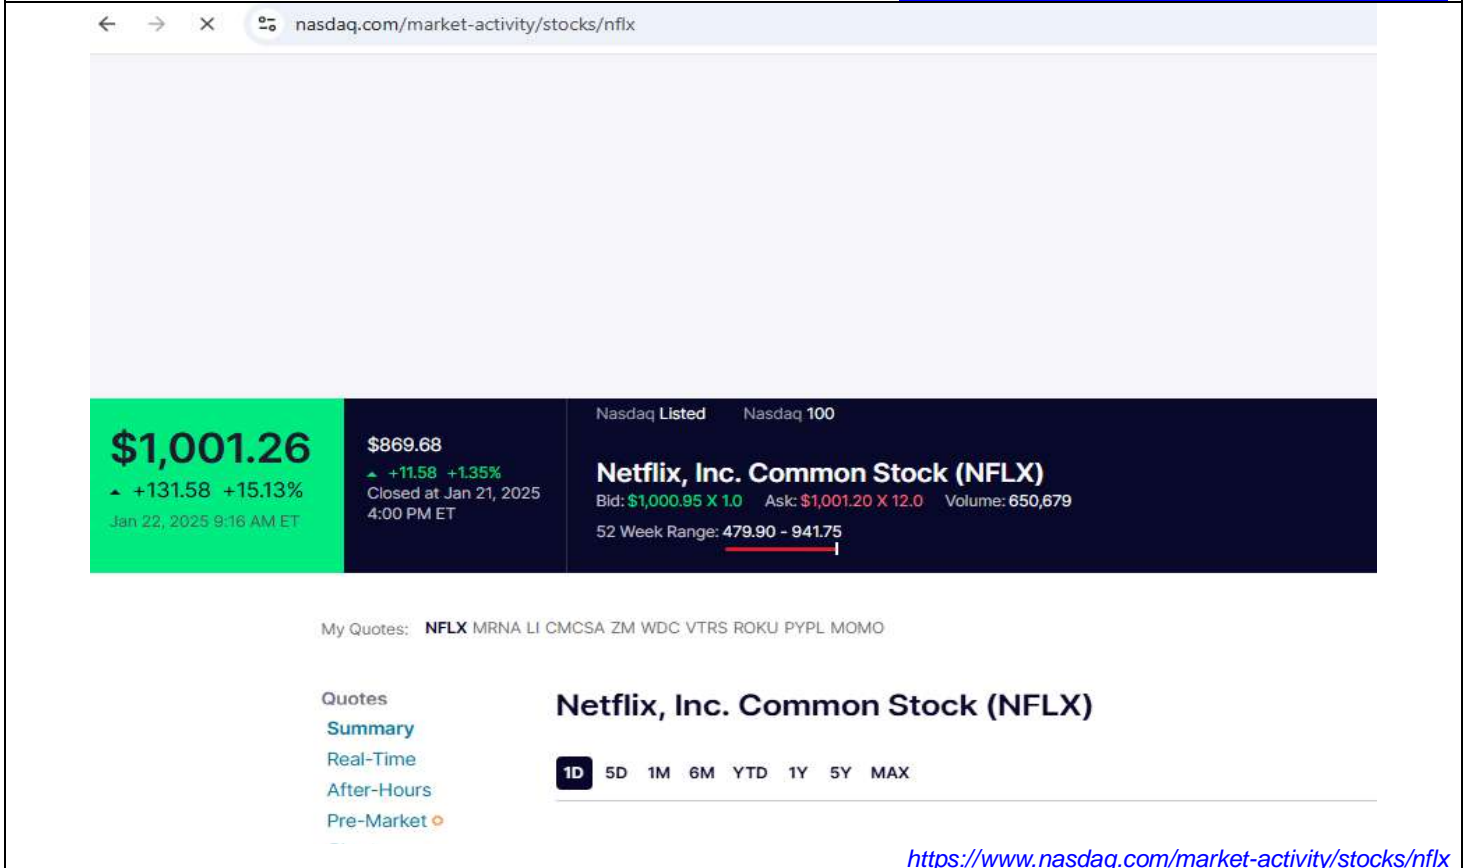 nasdaq.com/market-activity/stocks/nflx
$1,001.26
+131.58 +15.13%
Jan 22, 2025 9:16 AM ET
$869.68
+11.58 +1.35%
Closed at Jan 21, 2025
4:00 PM ET
Nasdaq Listed Nasdaq 100
Netflix, Inc. Common Stock (NFLX)
Bid: $1,000.95 X 1.0 Ask: $1,001.20 X 12.0 Volume: 650,679
52 Week Range: 479.90 - 941.75
My Quotes: NFLX MRNA LI CMCSA ZM WDC VTRS ROKU PYPL MOMO
Quotes
Summary
Real-Time
After-Hours
Pre-Market
Netflix, Inc. Common Stock (NFLX)
1D 5D 1M 6M YTD 1Y 5Y MAX
https://www.nasdaq.com/market-activity/stocks/nflx